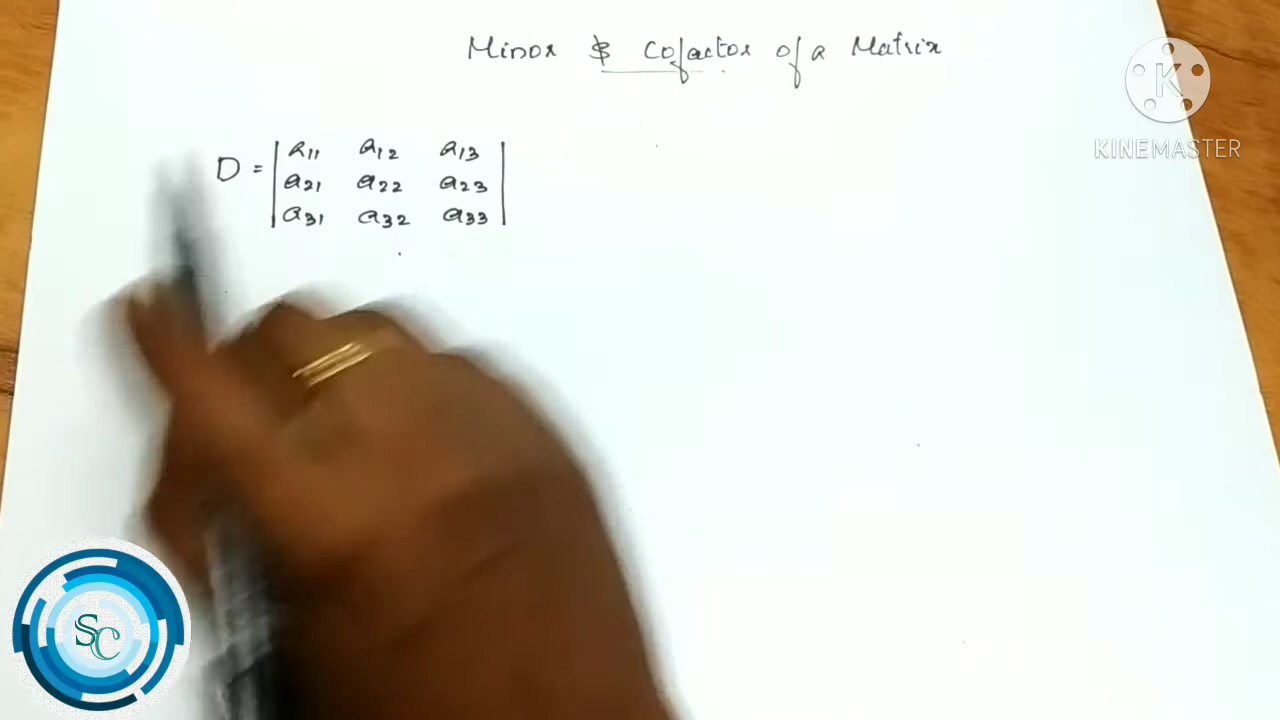 Minor & Cofactor of a Matrix
KINEMASTER
D = | a11 a12 a13 |
| a21 a22 a23 |
| a31 a32 a33 |
SC